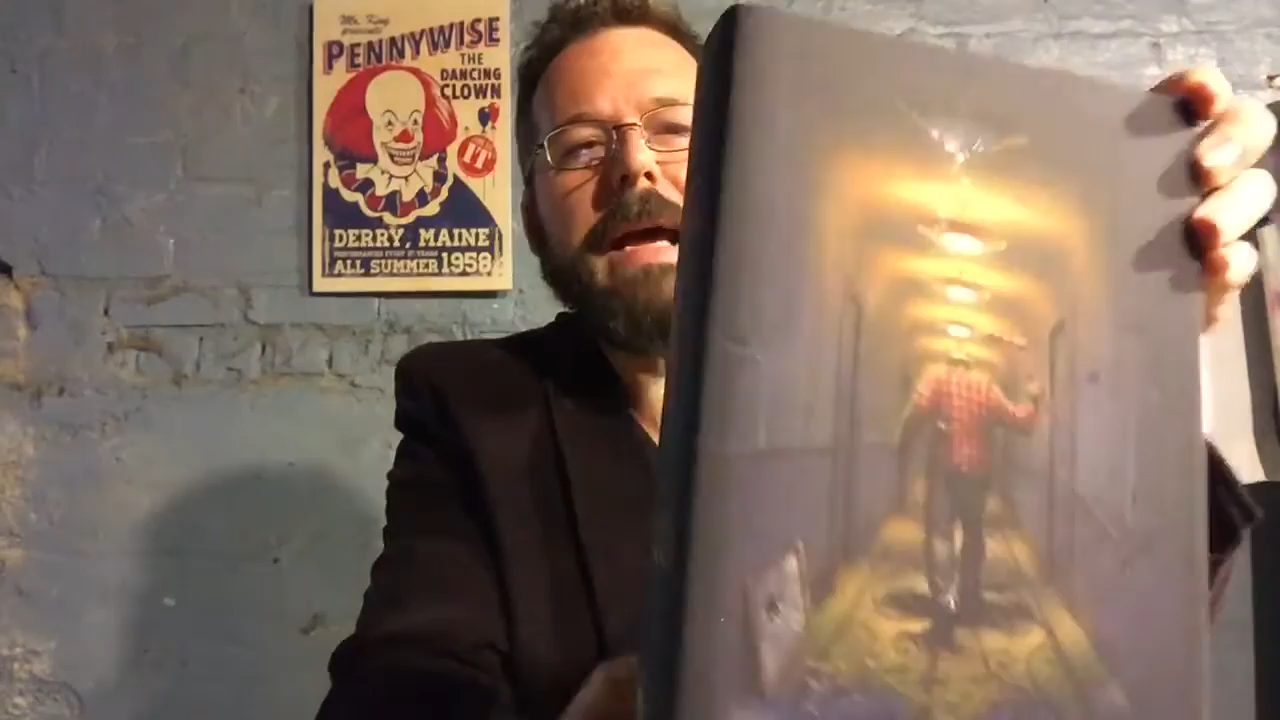 Mr. King
presents
PENNYWISE
THE
DANCING
CLOWN
IT
DERRY, MAINE
ALL SUMMER 1958